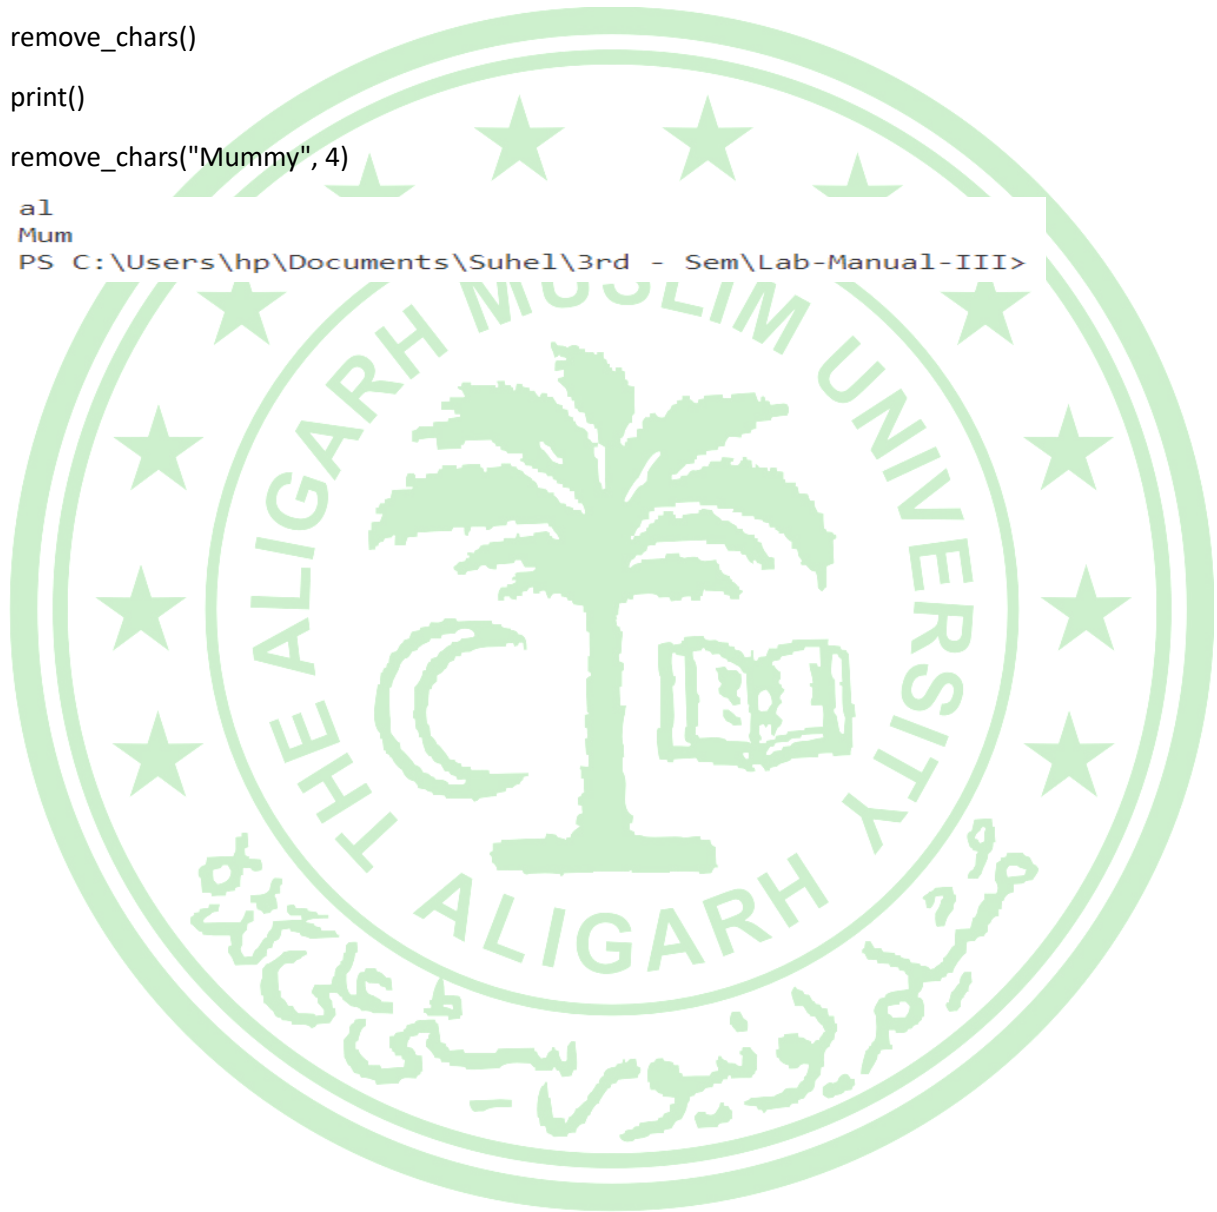 remove_chars()
print()
remove_chars("Mummy", 4)
al
Mum
PS C:\Users\hp\Documents\Suhel\3rd - Sem\Lab-Manual-III>
THE ALIGARH MUSLIM UNIVERSITY
ALIGARH